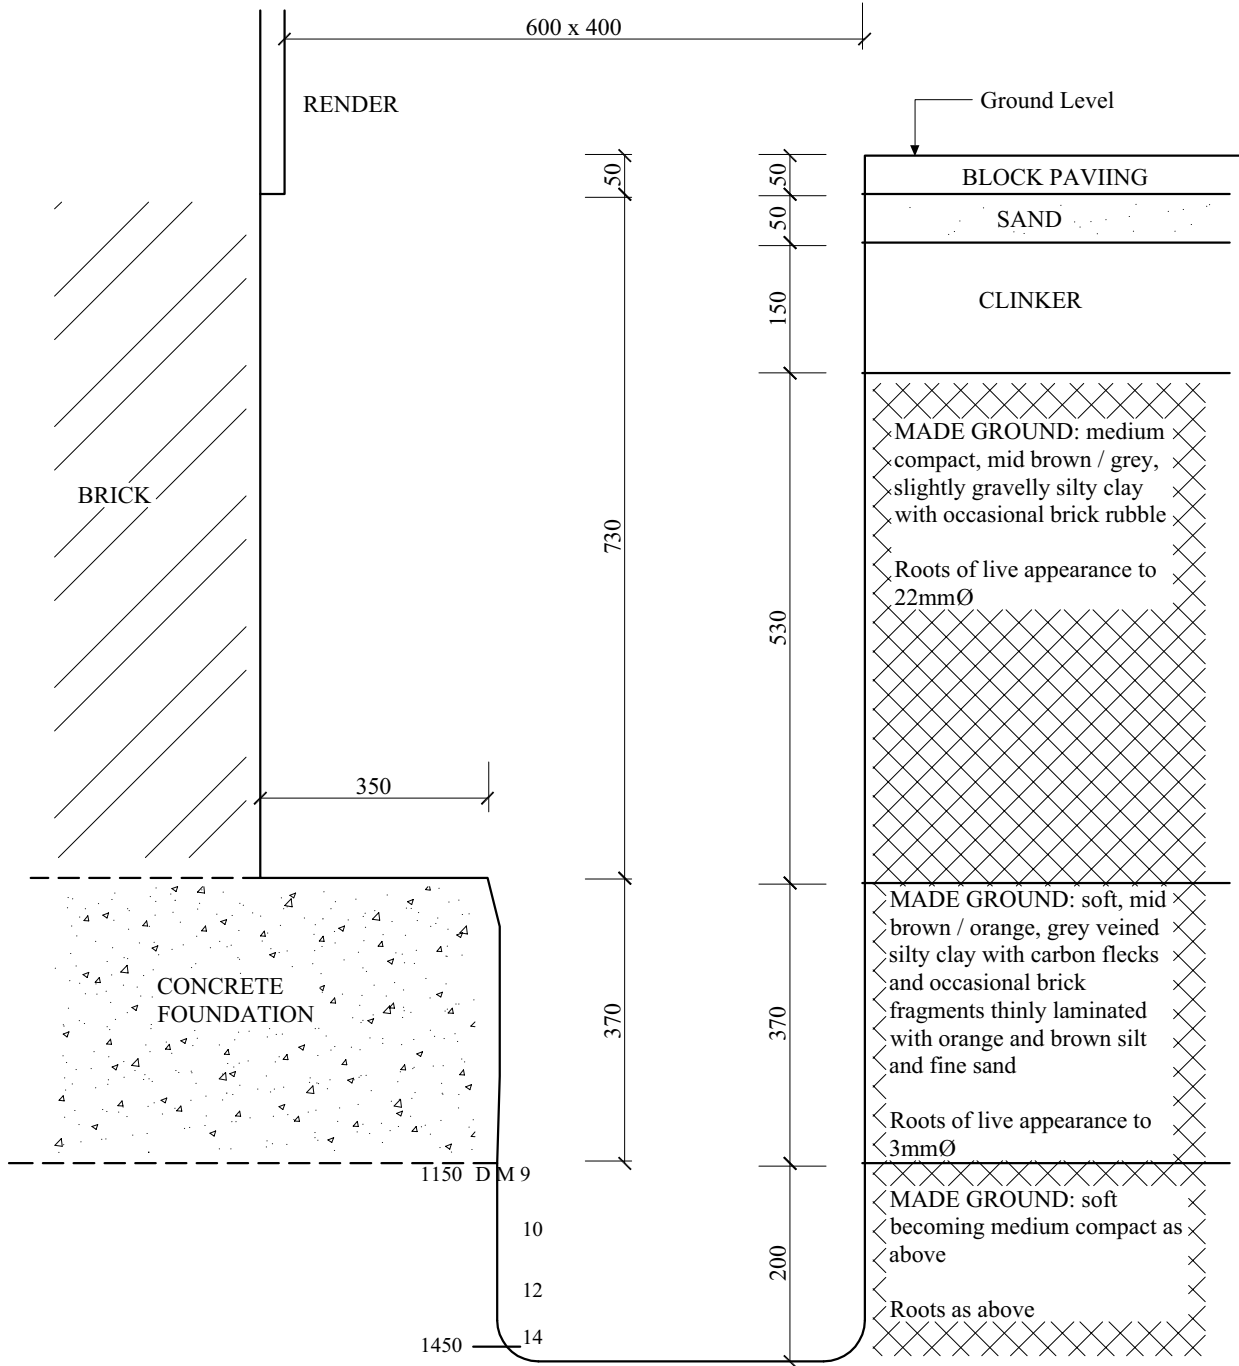 600 x 400
RENDER
Ground Level
50
50
BLOCK PAVIING
50
SAND
150
CLINKER
MADE GROUND: medium
compact, mid brown / grey,
slightly gravelly silty clay
with occasional brick rubble
Roots of live appearance to
22mmØ
BRICK
730
530
350
MADE GROUND: soft, mid
brown / orange, grey veined
silty clay with carbon flecks
and occasional brick
fragments thinly laminated
with orange and brown silt
and fine sand
Roots of live appearance to
3mmØ
CONCRETE
FOUNDATION
370
370
1150 D M 9
10
12
1450
14
200
MADE GROUND: soft
becoming medium compact as
above
Roots as above